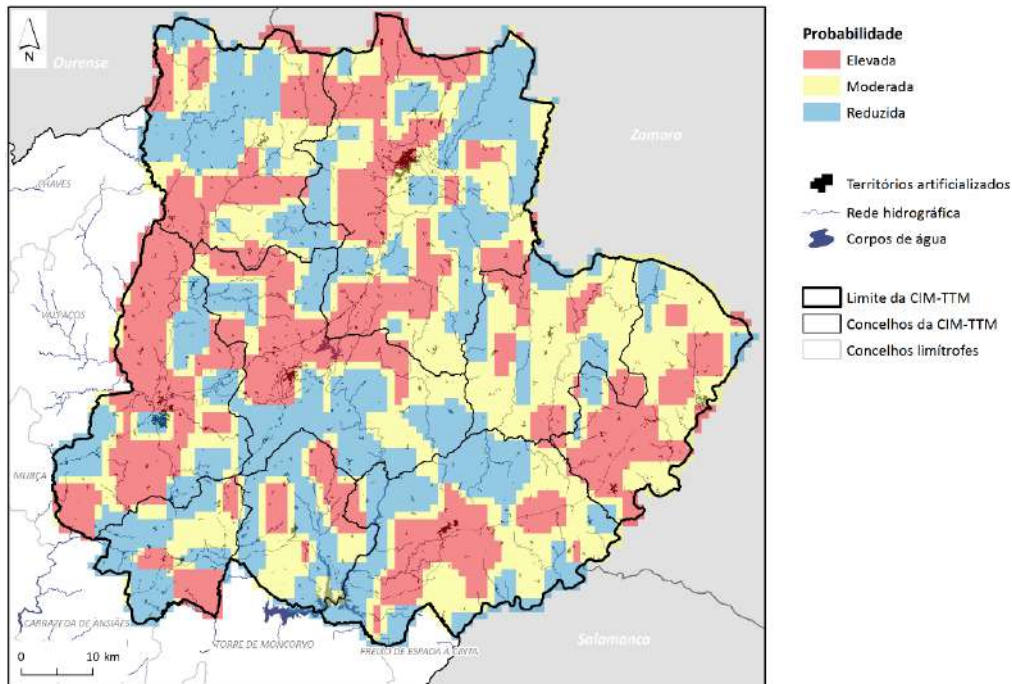 N
Ourense
Zamora
CHAVES
VALPAÇOS
MURÇA
CARRAZEDA DE ANSIÃES
TORRE DE MONCORVO
FREIXO DE ESPADA À CINTA
Salamanca
0 10 km
Probabilidade
Elevada
Moderada
Reduzida
Territórios artificializados
Rede hidrográfica
Corpos de água
Limite da CIM-TTM
Concelhos da CIM-TTM
Concelhos limítrofes